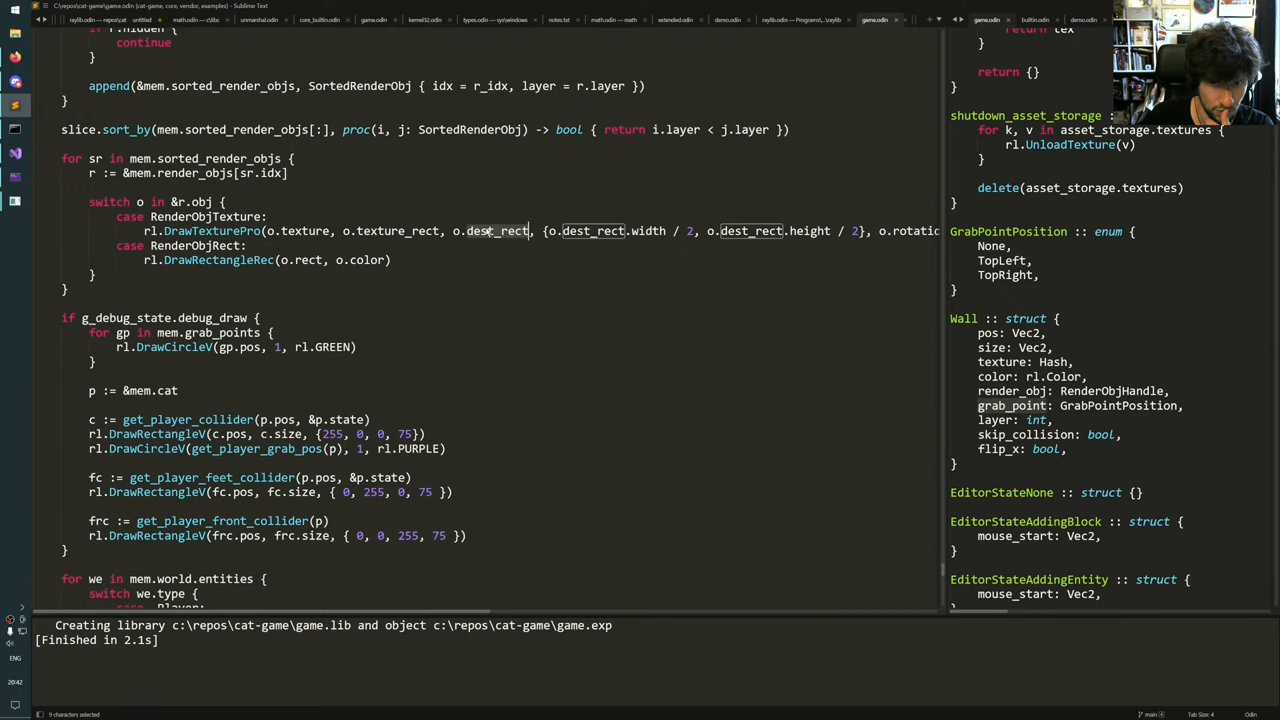 C:\repos\cat-game\game.odin (cat-game, core, vendor, examples) - Sublime Text
raylib.odin — repos\cat untitled math.odin — c\libc unmarshal.odin core_builtin.odin game.odin kernel32.odin types.odin — sys\windows notes.txt math.odin — math extended.odin demo.odin raylib.odin — Programs\...\raylib game.odin
game.odin builtin.odin demo.odin
if r.hidden {
continue
}
append(&mem.sorted_render_objs, SortedRenderObj { idx = r_idx, layer = r.layer })
}
slice.sort_by(mem.sorted_render_objs[:], proc(i, j: SortedRenderObj) -> bool { return i.layer < j.layer })
for sr in mem.sorted_render_objs {
r := &mem.render_objs[sr.idx]
switch o in &r.obj {
case RenderObjTexture:
rl.DrawTexturePro(o.texture, o.texture_rect, o.dest_rect, {o.dest_rect.width / 2, o.dest_rect.height / 2}, o.rotatic
case RenderObjRect:
rl.DrawRectangleRec(o.rect, o.color)
}
}
if g_debug_state.debug_draw {
for gp in mem.grab_points {
rl.DrawCircleV(gp.pos, 1, rl.GREEN)
}
p := &mem.cat
c := get_player_collider(p.pos, &p.state)
rl.DrawRectangleV(c.pos, c.size, {255, 0, 0, 75})
rl.DrawCircleV(get_player_grab_pos(p), 1, rl.PURPLE)
fc := get_player_feet_collider(p.pos, &p.state)
rl.DrawRectangleV(fc.pos, fc.size, { 0, 255, 0, 75 })
frc := get_player_front_collider(p)
rl.DrawRectangleV(frc.pos, frc.size, { 0, 0, 255, 75 })
}
for we in mem.world.entities {
switch we.type {
case Player:
return tex
}
return {}
}
shutdown_asset_storage :
for k, v in asset_storage.textures {
rl.UnloadTexture(v)
}
delete(asset_storage.textures)
}
GrabPointPosition :: enum {
None,
TopLeft,
TopRight,
}
Wall :: struct {
pos: Vec2,
size: Vec2,
texture: Hash,
color: rl.Color,
render_obj: RenderObjHandle,
grab_point: GrabPointPosition,
layer: int,
skip_collision: bool,
flip_x: bool,
}
EditorStateNone :: struct {}
EditorStateAddingBlock :: struct {
mouse_start: Vec2,
}
EditorStateAddingEntity :: struct {
mouse_start: Vec2,
}
Creating library c:\repos\cat-game\game.lib and object c:\repos\cat-game\game.exp
[Finished in 2.1s]
ENG
20:42
9 characters selected
main
Tab Size: 4
Odin